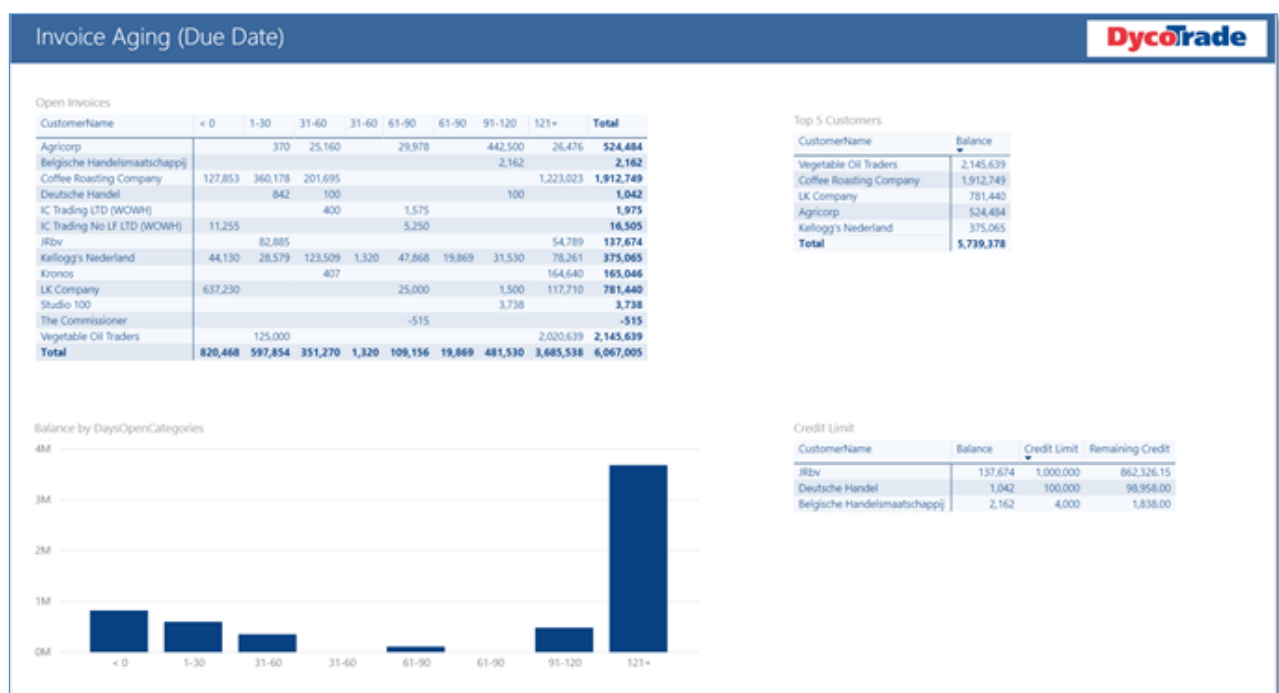 Invoice Aging (Due Date)
DycoTrade
Open Invoices
CustomerName < 0 1-30 31-60 31-60 61-90 61-90 91-120 121+ Total
Agricorp 370 25,160 29,978 442,500 26,476 524,484
Belgische Handelsmaatschappij 2,162 2,162
Coffee Roasting Company 127,853 360,178 201,695 1,223,023 1,912,749
Deutsche Handel 842 100 100 1,042
IC Trading LTD (WOWH) 400 1,575 1,975
IC Trading No LF LTD (WOWH) 11,255 5,250 16,505
JRbv 82,885 54,789 137,674
Kellogg's Nederland 44,130 28,579 123,509 1,320 47,868 19,869 31,530 78,261 375,065
Kronos 407 164,640 165,046
LK Company 637,230 25,000 1,500 117,710 781,440
Studio 100 3,738 3,738
The Commissioner -515 -515
Vegetable Oil Traders 125,000 2,020,639 2,145,639
Total 820,468 597,854 351,270 1,320 109,156 19,869 481,530 3,685,538 6,067,005
Top 5 Customers
CustomerName Balance
Vegetable Oil Traders 2,145,639
Coffee Roasting Company 1,912,749
LK Company 781,440
Agricorp 524,484
Kellogg's Nederland 375,065
Total 5,739,378
Balance by DaysOpenCategories
4M
3M
2M
1M
0M
< 0 1-30 31-60 31-60 61-90 61-90 91-120 121+
Credit Limit
CustomerName Balance Credit Limit Remaining Credit
JRbv 137,674 1,000,000 862,326.15
Deutsche Handel 1,042 100,000 98,958.00
Belgische Handelsmaatschappij 2,162 4,000 1,838.00